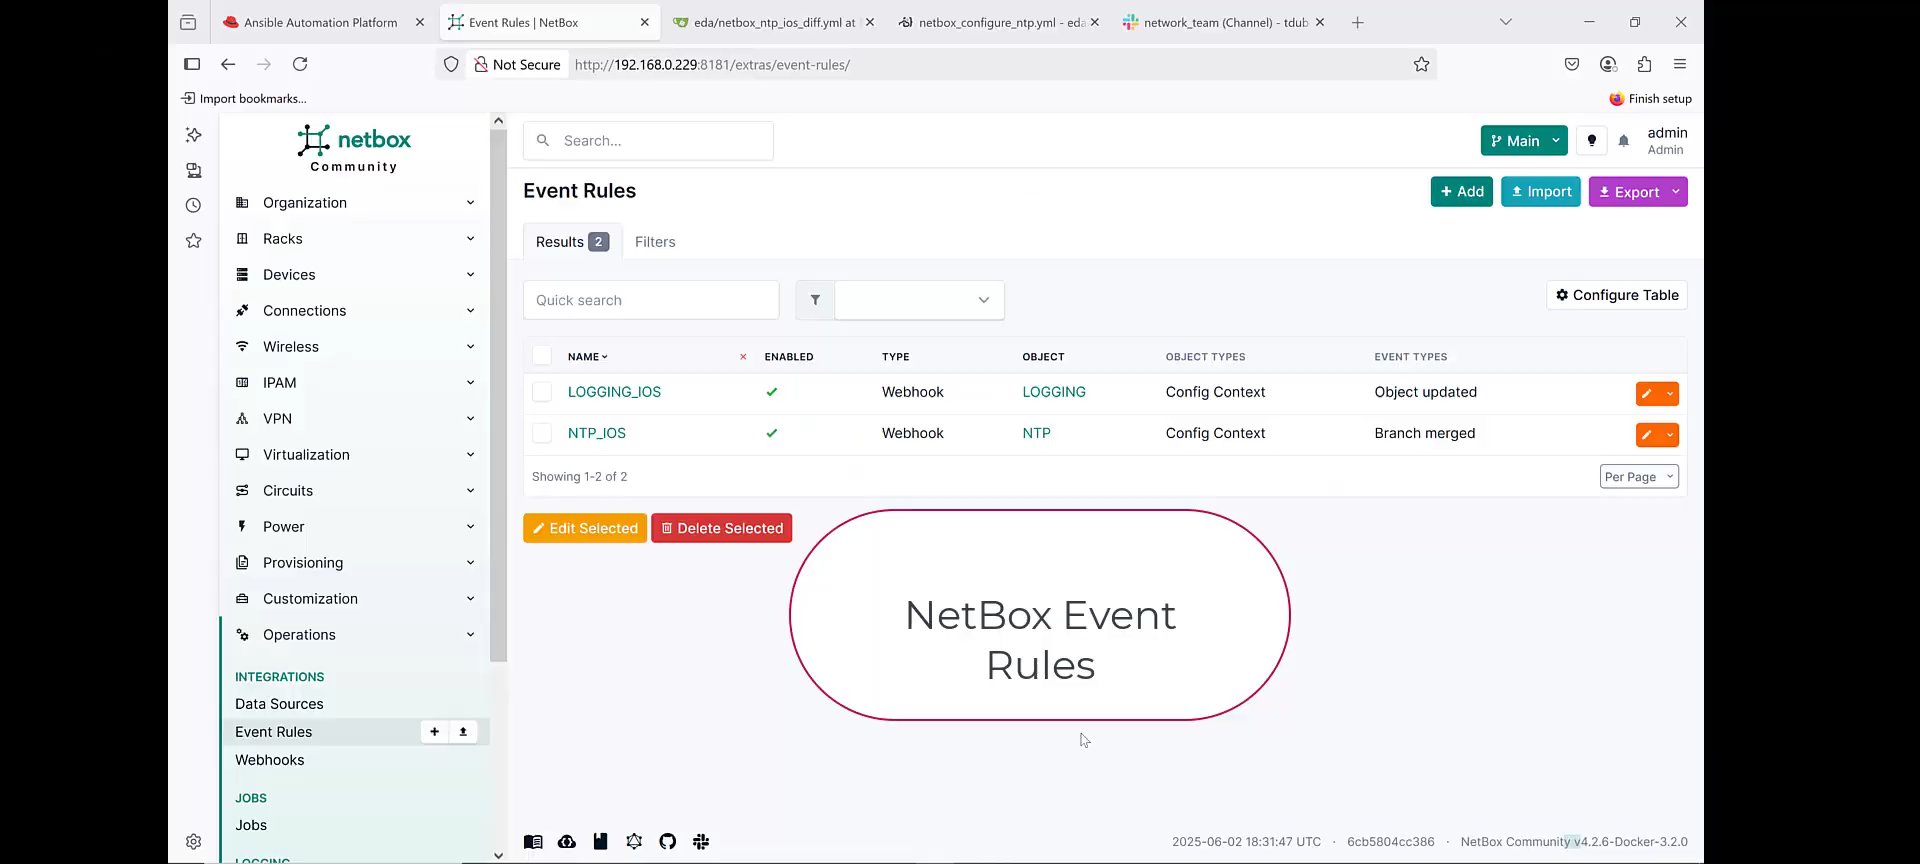 Ansible Automation Platform
Event Rules | NetBox
eda/netbox_ntp_ios_diff.yml at
netbox_configure_ntp.yml - eda
network_team (Channel) - tdub
Not Secure
http://192.168.0.229:8181/extras/event-rules/
Import bookmarks...
Finish setup
netbox
Community
Search...
Main
admin
Admin
Event Rules
Add
Import
Export
Organization
Racks
Devices
Connections
Wireless
IPAM
VPN
Virtualization
Circuits
Power
Provisioning
Customization
Operations
INTEGRATIONS
Data Sources
Event Rules
Webhooks
JOBS
Jobs
LOGGING
Results 2
Filters
Quick search
Configure Table
NAME ENABLED TYPE OBJECT OBJECT TYPES EVENT TYPES
LOGGING_IOS Webhook LOGGING Config Context Object updated
NTP_IOS Webhook NTP Config Context Branch merged
Showing 1-2 of 2
Per Page
Edit Selected
Delete Selected
NetBox Event
Rules
2025-06-02 18:31:47 UTC · 6cb5804cc386 · NetBox Community v4.2.6-Docker-3.2.0